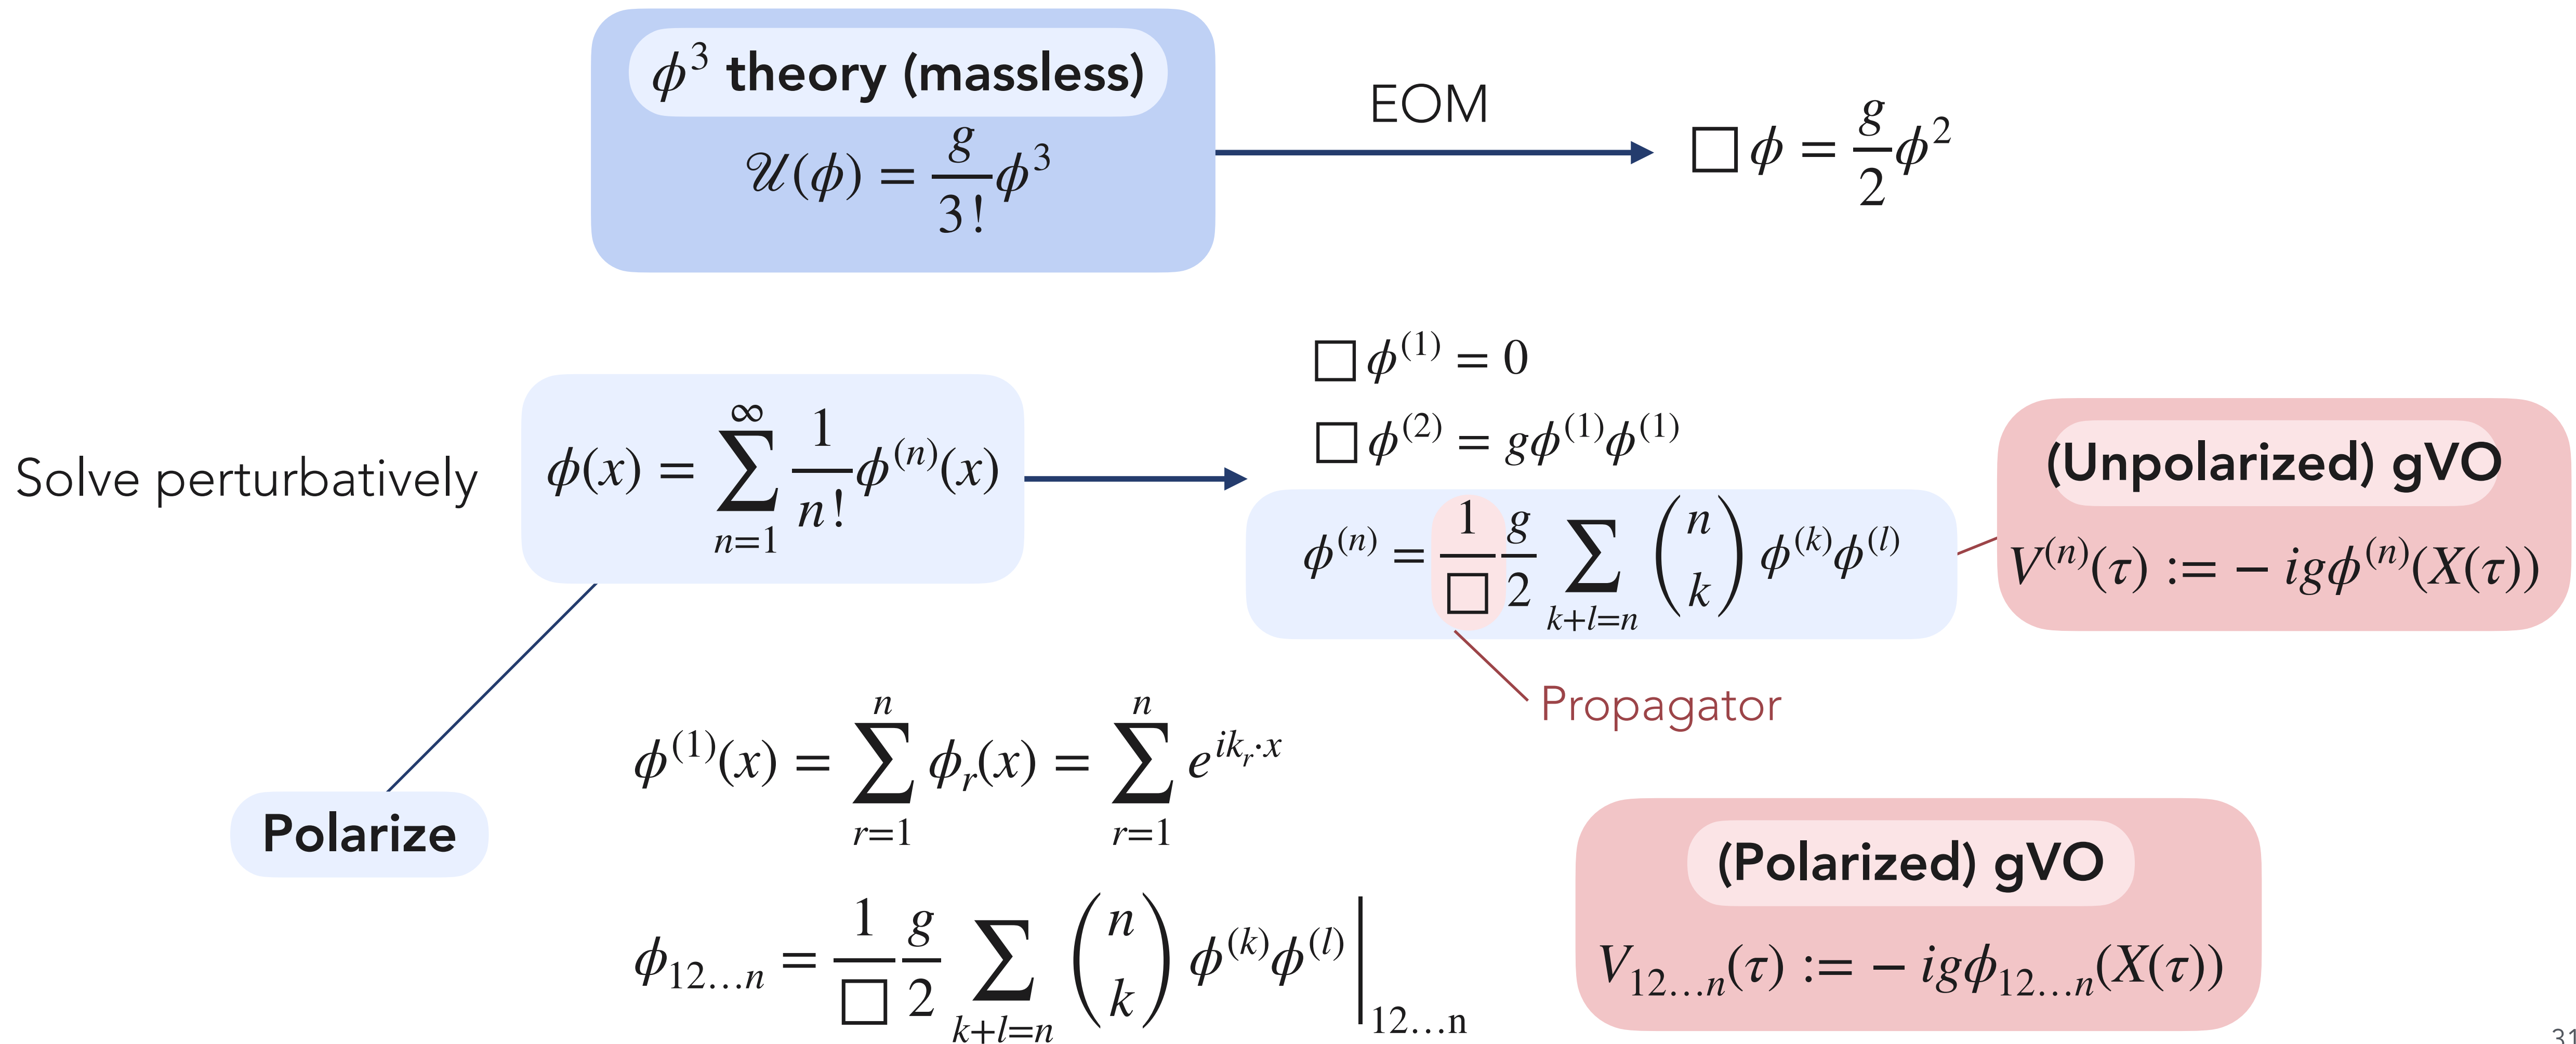 ϕ³ theory (massless)
𝒰(ϕ) = g/3! ϕ³
EOM
□ϕ = g/2 ϕ²
Solve perturbatively
ϕ(x) = ∑_{n=1}^{∞} 1/n! ϕ^{(n)}(x)
□ϕ^{(1)} = 0
□ϕ^{(2)} = gϕ^{(1)}ϕ^{(1)}
ϕ^{(n)} = 1/□ g/2 ∑_{k+l=n} (n k) ϕ^{(k)}ϕ^{(l)}
(Unpolarized) gVO
V^{(n)}(τ) := − igϕ^{(n)}(X(τ))
Propagator
Polarize
ϕ^{(1)}(x) = ∑_{r=1}^{n} ϕ_r(x) = ∑_{r=1}^{n} e^{ik_r·x}
ϕ_{12…n} = 1/□ g/2 ∑_{k+l=n} (n k) ϕ^{(k)}ϕ^{(l)} |_{12…n}
(Polarized) gVO
V_{12…n}(τ) := − igϕ_{12…n}(X(τ))
31